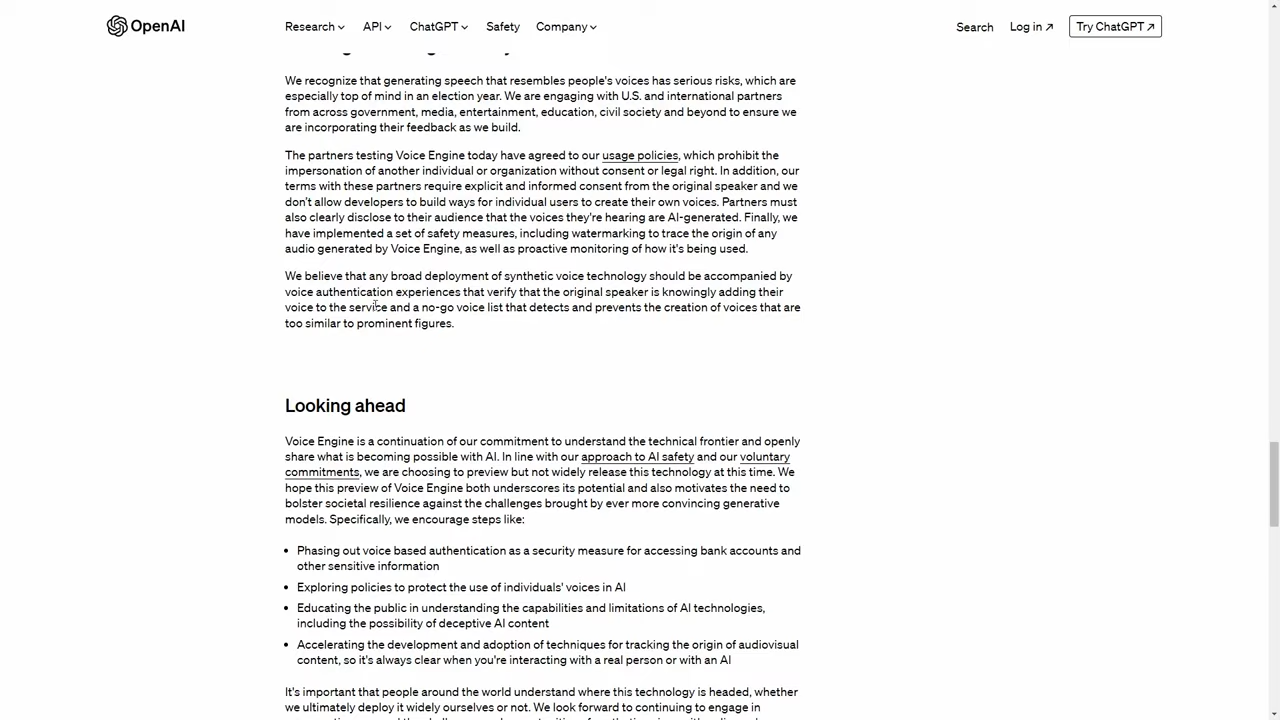 OpenAI
Research API ChatGPT Safety Company Search Log in ↗ Try ChatGPT ↗
We recognize that generating speech that resembles people's voices has serious risks, which are
especially top of mind in an election year. We are engaging with U.S. and international partners
from across government, media, entertainment, education, civil society and beyond to ensure we
are incorporating their feedback as we build.
The partners testing Voice Engine today have agreed to our usage policies, which prohibit the
impersonation of another individual or organization without consent or legal right. In addition, our
terms with these partners require explicit and informed consent from the original speaker and we
don't allow developers to build ways for individual users to create their own voices. Partners must
also clearly disclose to their audience that the voices they're hearing are AI-generated. Finally, we
have implemented a set of safety measures, including watermarking to trace the origin of any
audio generated by Voice Engine, as well as proactive monitoring of how it's being used.
We believe that any broad deployment of synthetic voice technology should be accompanied by
voice authentication experiences that verify that the original speaker is knowingly adding their
voice to the service and a no-go voice list that detects and prevents the creation of voices that are
too similar to prominent figures.
Looking ahead
Voice Engine is a continuation of our commitment to understand the technical frontier and openly
share what is becoming possible with AI. In line with our approach to AI safety and our voluntary
commitments, we are choosing to preview but not widely release this technology at this time. We
hope this preview of Voice Engine both underscores its potential and also motivates the need to
bolster societal resilience against the challenges brought by ever more convincing generative
models. Specifically, we encourage steps like:
• Phasing out voice based authentication as a security measure for accessing bank accounts and
other sensitive information
• Exploring policies to protect the use of individuals' voices in AI
• Educating the public in understanding the capabilities and limitations of AI technologies,
including the possibility of deceptive AI content
• Accelerating the development and adoption of techniques for tracking the origin of audiovisual
content, so it's always clear when you're interacting with a real person or with an AI
It's important that people around the world understand where this technology is headed, whether
we ultimately deploy it widely ourselves or not. We look forward to continuing to engage in